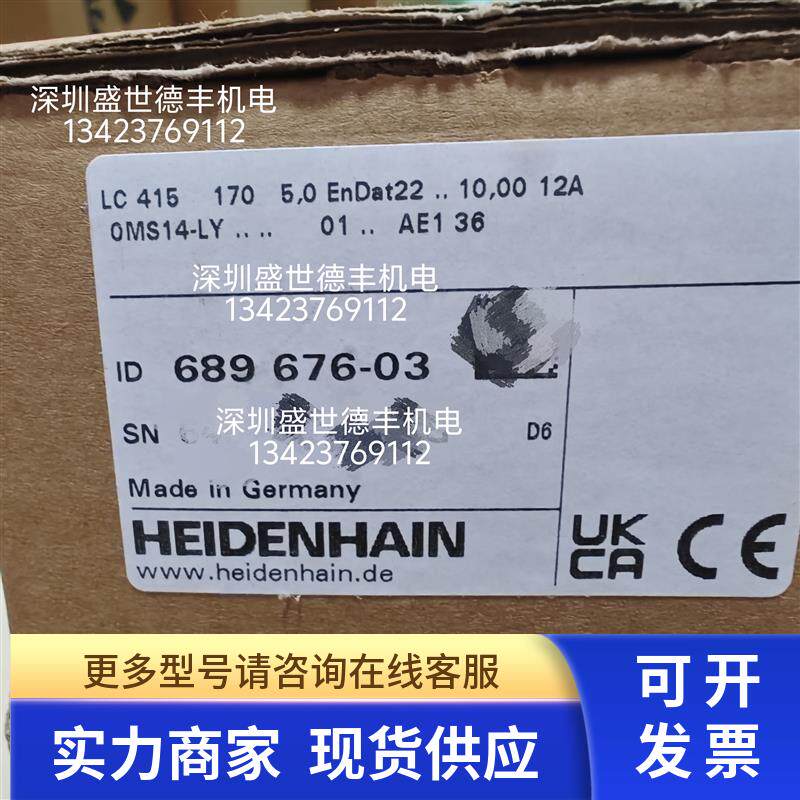 深圳盛世德丰机电
13423769112
LC 415 170 5,0 EnDat22 .. 10,00 12A
0MS14-LY .. .. 01 .. AE1 36
深圳盛世德丰机电
13423769112
ID 689 676-03
SN
深圳盛世德丰机电
13423769112
D6
Made in Germany
HEIDENHAIN
www.heidenhain.de
UK
CA CE
更多型号请咨询在线客服
实力商家 现货供应
可开
发票